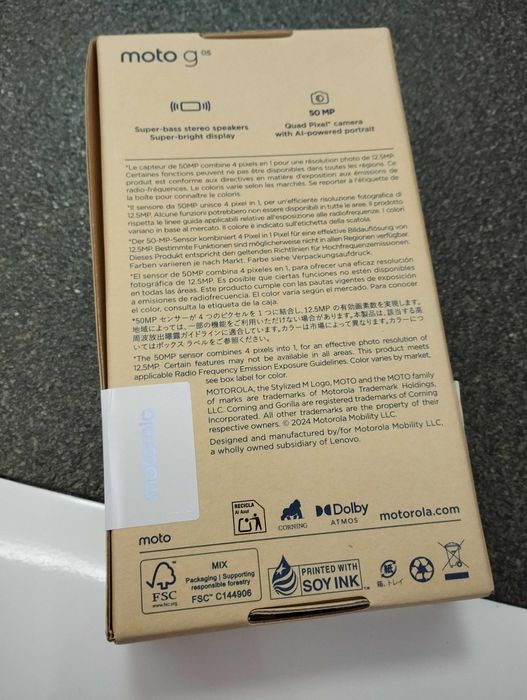 moto g 05
Super-bass stereo speakers
Super-bright display
50 MP
Quad Pixel* camera
with AI-powered portrait
*Le capteur de 50MP combine 4 pixels en 1 pour une résolution photo de 12.5MP.
Certaines fonctions peuvent ne pas être disponibles dans toutes les régions. Le
produit est conforme aux directives en matière d'exposition aux émissions de
radio-fréquences. Le coloris varie selon les marchés. Se reporter à l'étiquette de
la boîte pour connaître le coloris.
*Il sensore da 50MP unisce 4 pixel in 1, per un'efficiente risoluzione fotografica di
12.5MP. Alcune funzioni potrebbero non essere disponibili in tutte le aree. Il prodotto
rispetta le linee guida applicabili relative all'esposizione alle radiofrequenze. I colori
variano in base al mercato. Il colore è indicato sull'etichetta della scatola.
*Der 50-MP-Sensor kombiniert 4 Pixel in 1 Pixel für eine effektive Bildauflösung von
12.5MP. Bestimmte Funktionen sind möglicherweise nicht in allen Regionen verfügbar.
Dieses Produkt entspricht den geltenden Richtlinien für Hochfrequenzemissionen.
Farben variieren je nach Markt. Farbe siehe Verpackungsaufdruck.
*El sensor de 50MP combina 4 píxeles en 1, para ofrecer una eficaz resolución
fotográfica de 12.5MP. Es posible que ciertas funciones no estén disponibles
en todas las áreas. Este producto cumple con las pautas vigentes de exposición
a emisiones de radiofrecuencia. El color varía según el mercado. Para conocer
el color, consulta la etiqueta de la caja.
*50MP センサーが 4 つのピクセルを 1 つに結合し、12.5MP の有効画素数を実現します。
地域によっては、一部の機能をご利用いただけない場合があります。本製品は、該当する高
周波放出曝露ガイドラインに適合しています。カラーは市場によって異なります。カラーにつ
いてはボックス ラベルをご覧ください。
*The 50MP sensor combines 4 pixels into 1, for an effective photo resolution of
12.5MP. Certain features may not be available in all areas. This product meets
applicable Radio Frequency Emission Exposure Guidelines. Color varies by market,
see box label for color.
MOTOROLA, the Stylized M Logo, MOTO and the MOTO family
of marks are trademarks of Motorola Trademark Holdings,
LLC. Corning and Gorilla are registered trademarks of Corning
Incorporated. All other trademarks are the property of their
respective owners. © 2024 Motorola Mobility LLC.
Designed and manufactured by/for Motorola Mobility LLC,
a wholly owned subsidiary of Lenovo.
motorola
RECICLA
Al Azul
CORNING
Dolby
ATMOS
motorola.com
moto
FSC
www.fsc.org
MIX
Packaging | Supporting
responsible forestry
FSC™ C144906
PRINTED WITH
SOY INK
紙
箱、トレイ